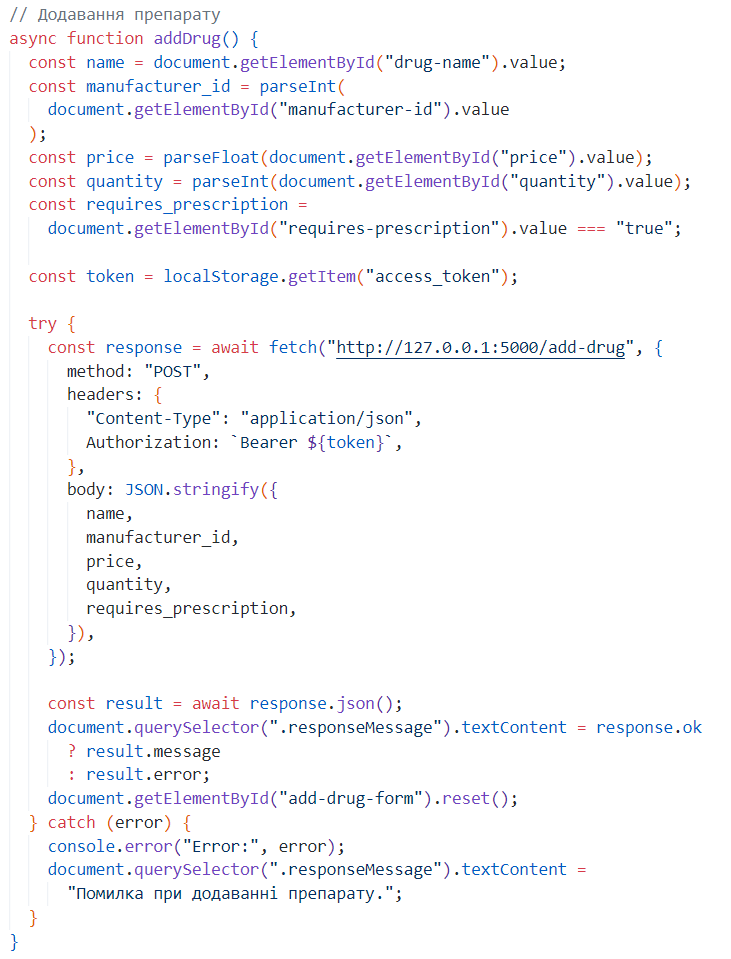 // Додавання препарату
async function addDrug() {
  const name = document.getElementById("drug-name").value;
  const manufacturer_id = parseInt(
    document.getElementById("manufacturer-id").value
  );
  const price = parseFloat(document.getElementById("price").value);
  const quantity = parseInt(document.getElementById("quantity").value);
  const requires_prescription =
    document.getElementById("requires-prescription").value === "true";

  const token = localStorage.getItem("access_token");

  try {
    const response = await fetch("http://127.0.0.1:5000/add-drug", {
      method: "POST",
      headers: {
        "Content-Type": "application/json",
        Authorization: `Bearer ${token}`,
      },
      body: JSON.stringify({
        name,
        manufacturer_id,
        price,
        quantity,
        requires_prescription,
      }),
    });

    const result = await response.json();
    document.querySelector(".responseMessage").textContent = response.ok
      ? result.message
      : result.error;
    document.getElementById("add-drug-form").reset();
  } catch (error) {
    console.error("Error:", error);
    document.querySelector(".responseMessage").textContent =
      "Помилка при додаванні препарату.";
  }
}